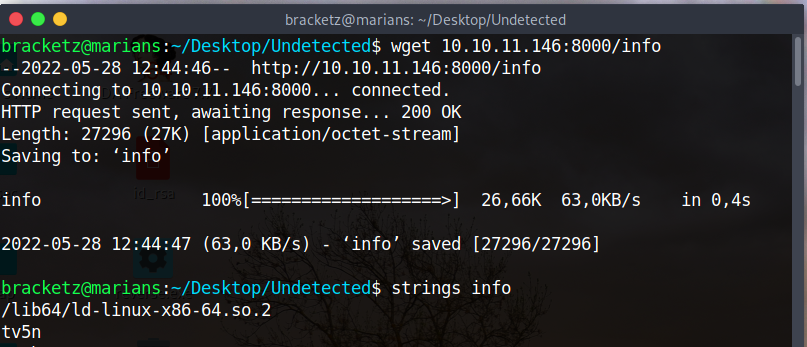 bracketz@marians: ~/Desktop/Undetected
bracketz@marians:~/Desktop/Undetected$ wget 10.10.11.146:8000/info
--2022-05-28 12:44:46--  http://10.10.11.146:8000/info
Connecting to 10.10.11.146:8000... connected.
HTTP request sent, awaiting response... 200 OK
Length: 27296 (27K) [application/octet-stream]
Saving to: ‘info’
id_rsa
info                100%[===================>]  26,66K  63,0KB/s    in 0,4s
2022-05-28 12:44:47 (63,0 KB/s) - ‘info’ saved [27296/27296]
bracketz@marians:~/Desktop/Undetected$ strings info
/lib64/ld-linux-x86-64.so.2
tv5n